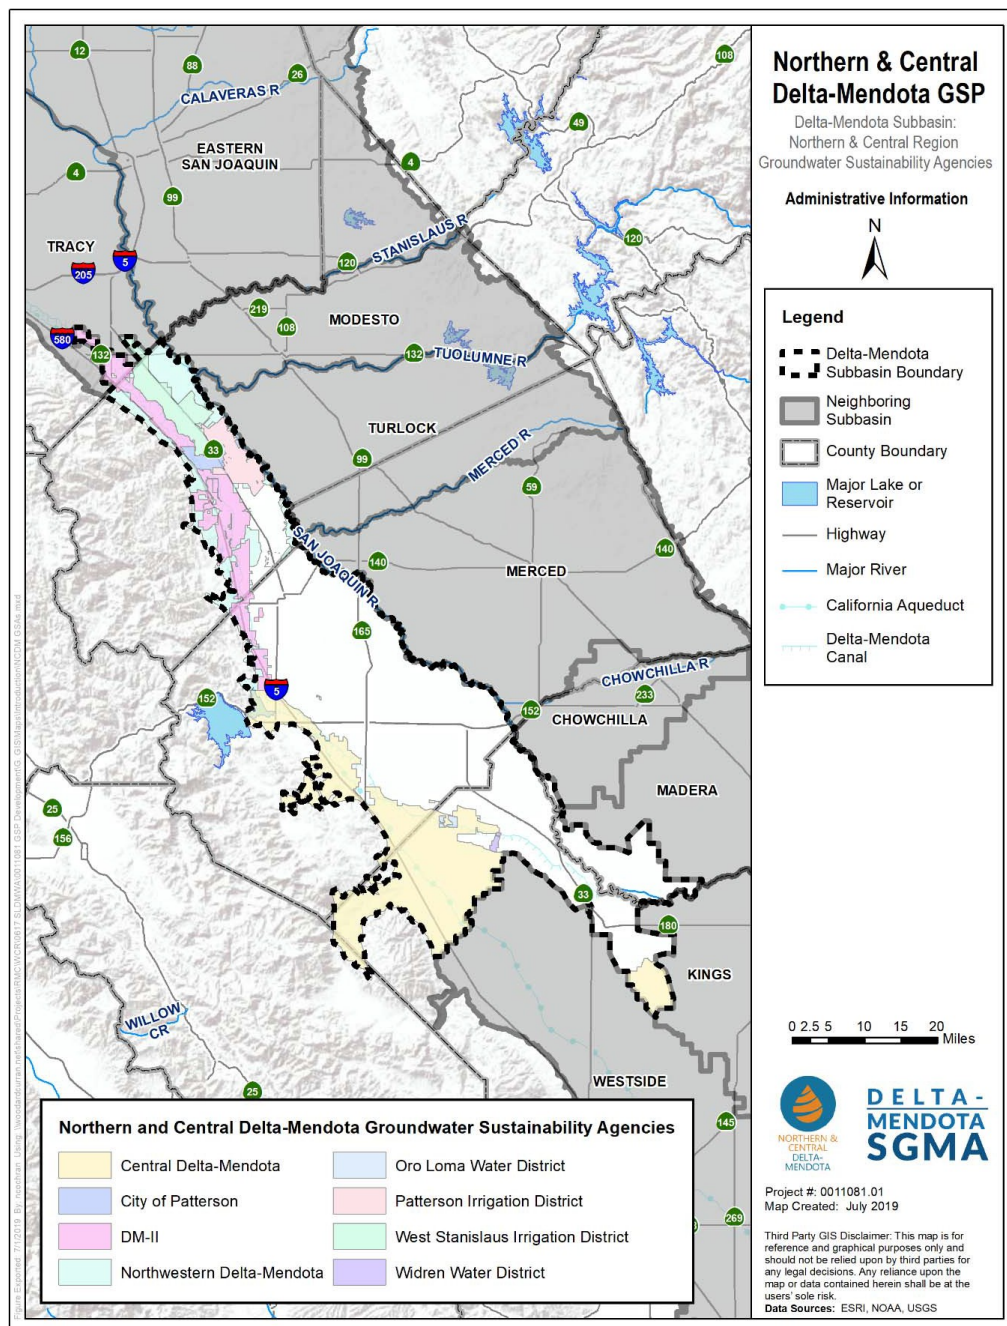 Northern & Central
Delta-Mendota GSP
Delta-Mendota Subbasin:
Northern & Central Region
Groundwater Sustainability Agencies
Administrative Information
N
Legend
Delta-Mendota
Subbasin Boundary
Neighboring
Subbasin
County Boundary
Major Lake or
Reservoir
Highway
Major River
California Aqueduct
Delta-Mendota
Canal
12
88
26
108
CALAVERAS R
49
EASTERN
SAN JOAQUIN
4
4
99
TRACY
5
205
STANISLAUS R
120
120
219
108
MODESTO
580
132
132
TUOLUMNE R
TURLOCK
33
99
MERCED R
59
SAN JOAQUIN R
140
140
MERCED
165
CHOWCHILLA R
5
152
233
152
CHOWCHILLA
MADERA
25
156
33
180
KINGS
WILLOW
CR
WESTSIDE
25
145
269
0 2.5 5 10 15 20
Miles
Northern and Central Delta-Mendota Groundwater Sustainability Agencies
Central Delta-Mendota
City of Patterson
DM-II
Northwestern Delta-Mendota
Oro Loma Water District
Patterson Irrigation District
West Stanislaus Irrigation District
Widren Water District
NORTHERN &
CENTRAL
DELTA-
MENDOTA
DELTA-
MENDOTA
SGMA
Project #: 0011081.01
Map Created: July 2019
Third Party GIS Disclaimer: This map is for
reference and graphical purposes only and
should not be relied upon by third parties for
any legal decisions. Any reliance upon the
map or data contained herein shall be at the
users' sole risk.
Data Sources: ESRI, NOAA, USGS